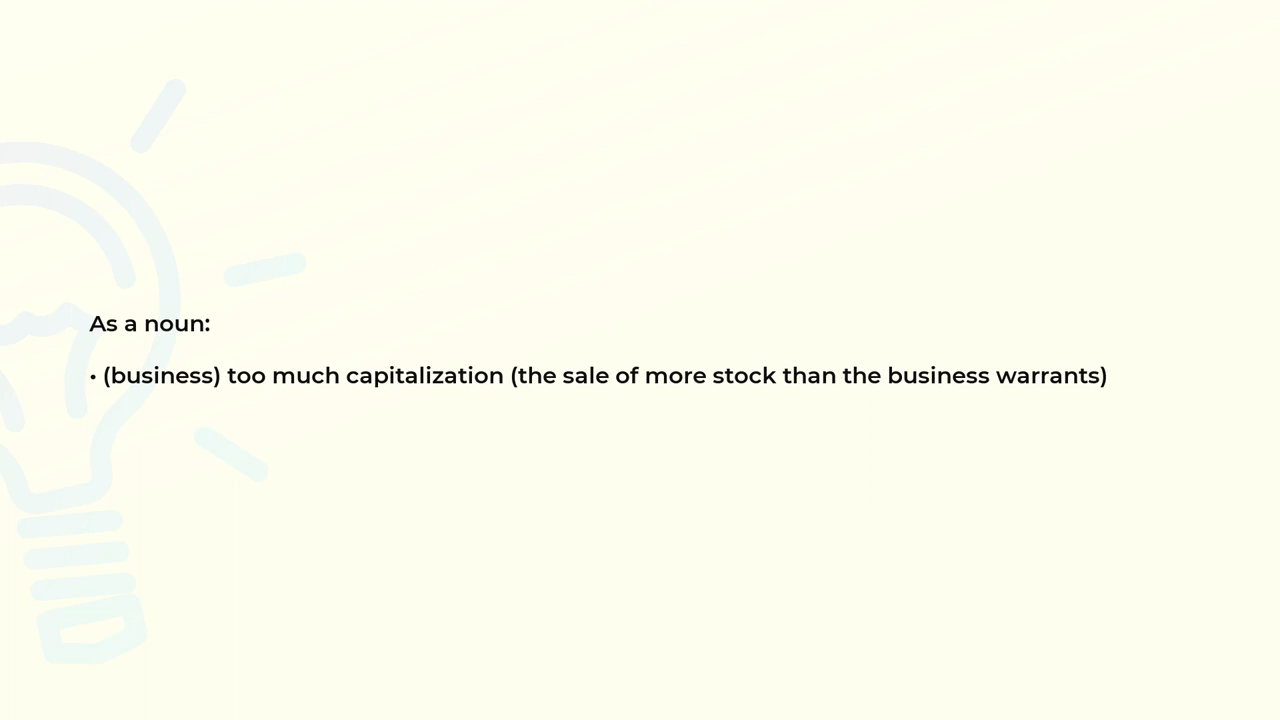 As a noun:
• (business) too much capitalization (the sale of more stock than the business warrants)